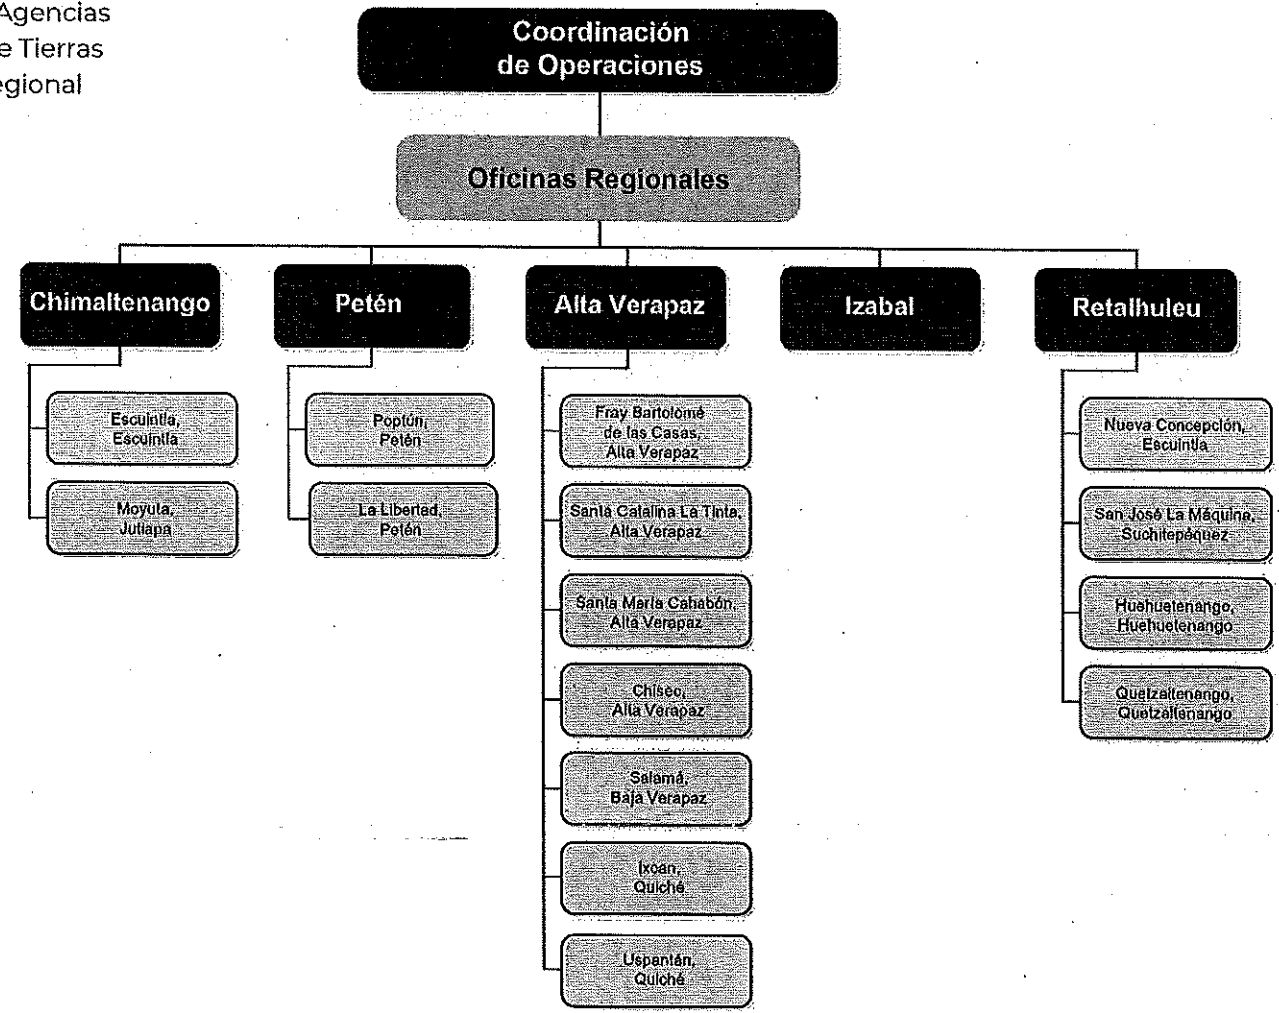 Agencias
e Tierras
egional
Coordinación
de Operaciones
Oficinas Regionales
Chimaltenango
Petén
Alta Verapaz
Izabal
Retalhuleu
Escuintla,
Escuintla
Moyuta,
Jutiapa
Poptún,
Petén
La Libertad,
Petén
Fray Bartolomé
de las Casas,
Alta Verapaz
Santa Catalina La Tinta,
Alta Verapaz
Santa María Cahabón,
Alta Verapaz
Chisec,
Alta Verapaz
Salamá,
Baja Verapaz
Ixcan,
Quiché
Uspantán,
Quiché
Nueva Concepción,
Escuintla
San José La Máquina,
Suchitepéquez
Huehuetenango,
Huehuetenango
Quetzaltenango,
Quetzaltenango